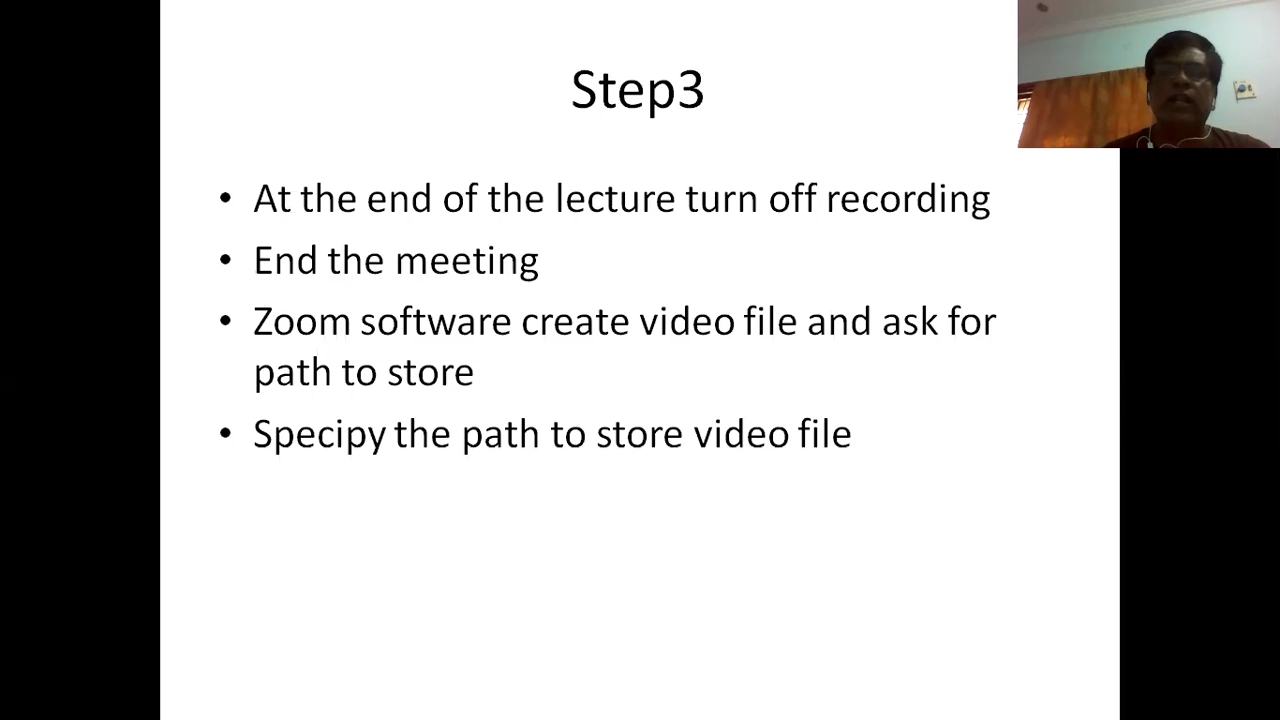 Step3
• At the end of the lecture turn off recording
• End the meeting
• Zoom software create video file and ask for
path to store
• Specipy the path to store video file